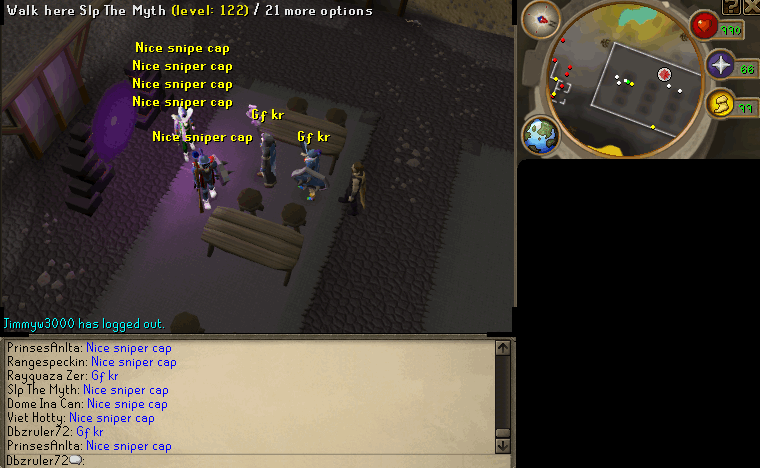 Walk here Slp The Myth (level: 122) / 21 more options
Nice snipe cap
Nice sniper cap
Nice sniper cap
Nice sniper cap
Gf kr
Nice sniper cap
Gf kr
Jimmyw3000 has logged out.
PrinsesAnIta: Nice sniper cap
Rangespeckin: Nice sniper cap
Rayquaza Zer: Gf kr
Slp The Myth: Nice sniper cap
Dome Ina Can: Nice snipe cap
Viet Hotty: Nice sniper cap
Dbzruler72: Gf kr
PrinsesAnIta: Nice sniper cap
Dbzruler72:
990
66
99
?